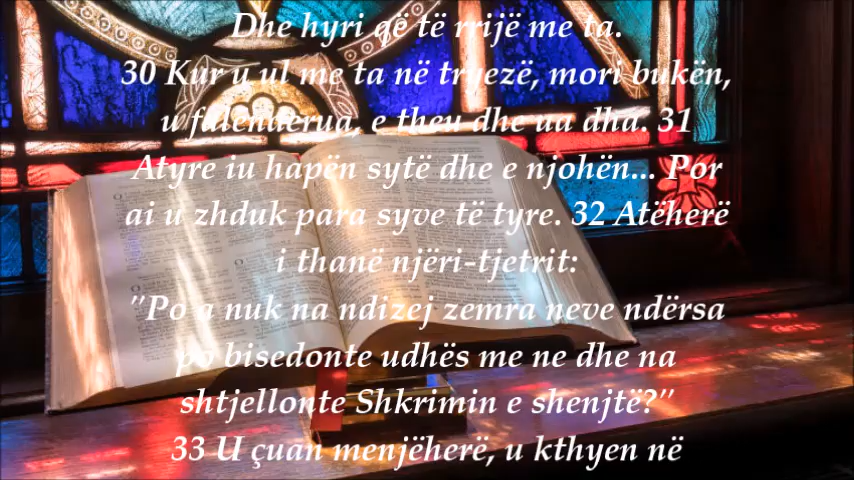 Dhe hyri që të rrijë me ta.
30 Kur u ul me ta në tryezë, mori bukën,
u falenderua, e theu dhe ua dha. 31
Atyre iu hapën sytë dhe e njohën... Por
ai u zhduk para syve të tyre. 32 Atëherë
i thanë njëri-tjetrit:
"Po a nuk na ndizej zemra neve ndërsa
po bisedonte udhës me ne dhe na
shtjellonte Shkrimin e shenjtë?"
33 U çuan menjëherë, u kthyen në